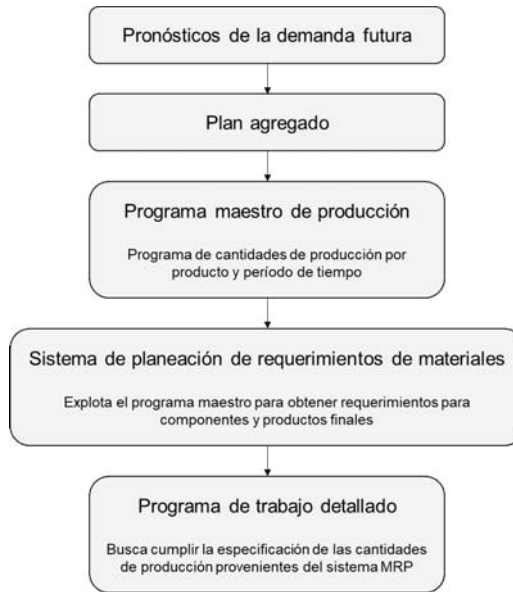 Pronósticos de la demanda futura
Plan agregado
Programa maestro de producción
Programa de cantidades de producción por
producto y período de tiempo
Sistema de planeación de requerimientos de materiales
Explota el programa maestro para obtener requerimientos para
componentes y productos finales
Programa de trabajo detallado
Busca cumplir la especificación de las cantidades
de producción provenientes del sistema MRP